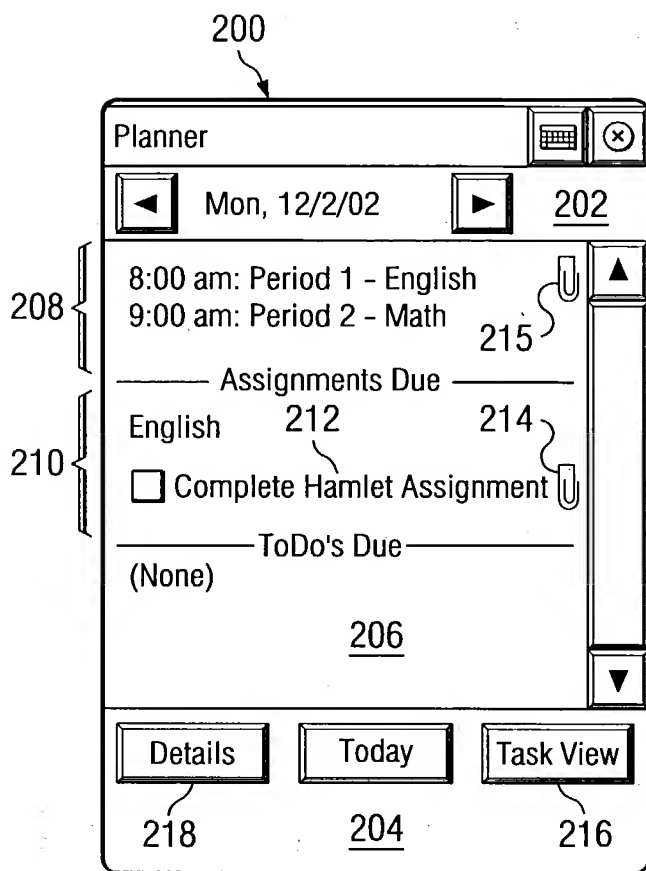 200
Planner
Mon, 12/2/02 202
208 8:00 am: Period 1 - English
9:00 am: Period 2 - Math
215
Assignments Due
210 English 212 214
Complete Hamlet Assignment
ToDo's Due
(None)
206
Details Today Task View
218 204 216